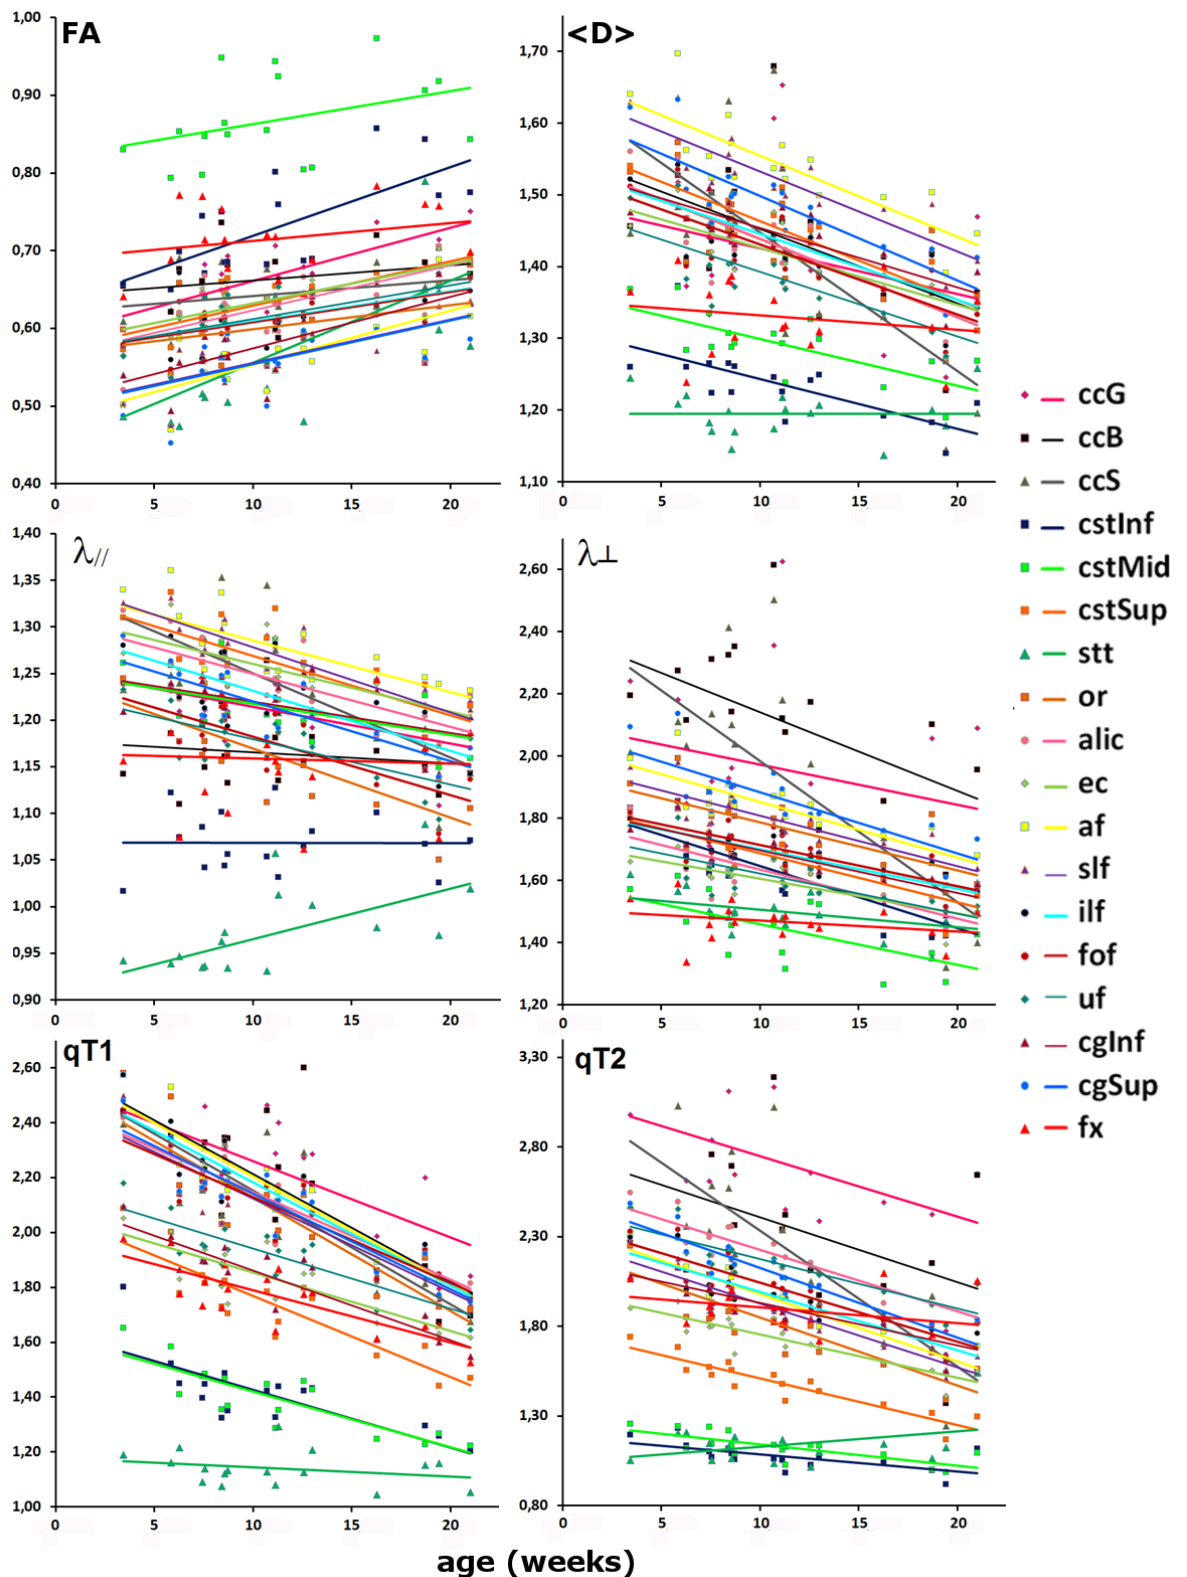 FA
1,00
0,90
0,80
0,70
0,60
0,50
0,40
0 5 10 15 20
<D>
1,70
1,60
1,50
1,40
1,30
1,20
1,10
0 5 10 15 20
λ//
1,40
1,35
1,30
1,25
1,20
1,15
1,10
1,05
1,00
0,95
0,90
0 5 10 15 20
λ⊥
2,60
2,40
2,20
2,00
1,80
1,60
1,40
1,20
0 5 10 15 20
qT1
2,60
2,40
2,20
2,00
1,80
1,60
1,40
1,20
1,00
0 5 10 15 20
qT2
3,30
2,80
2,30
1,80
1,30
0,80
0 5 10 15 20
age (weeks)
ccG
ccB
ccS
cstInf
cstMid
cstSup
stt
or
alic
ec
af
slf
ilf
fof
uf
cgInf
cgSup
fx